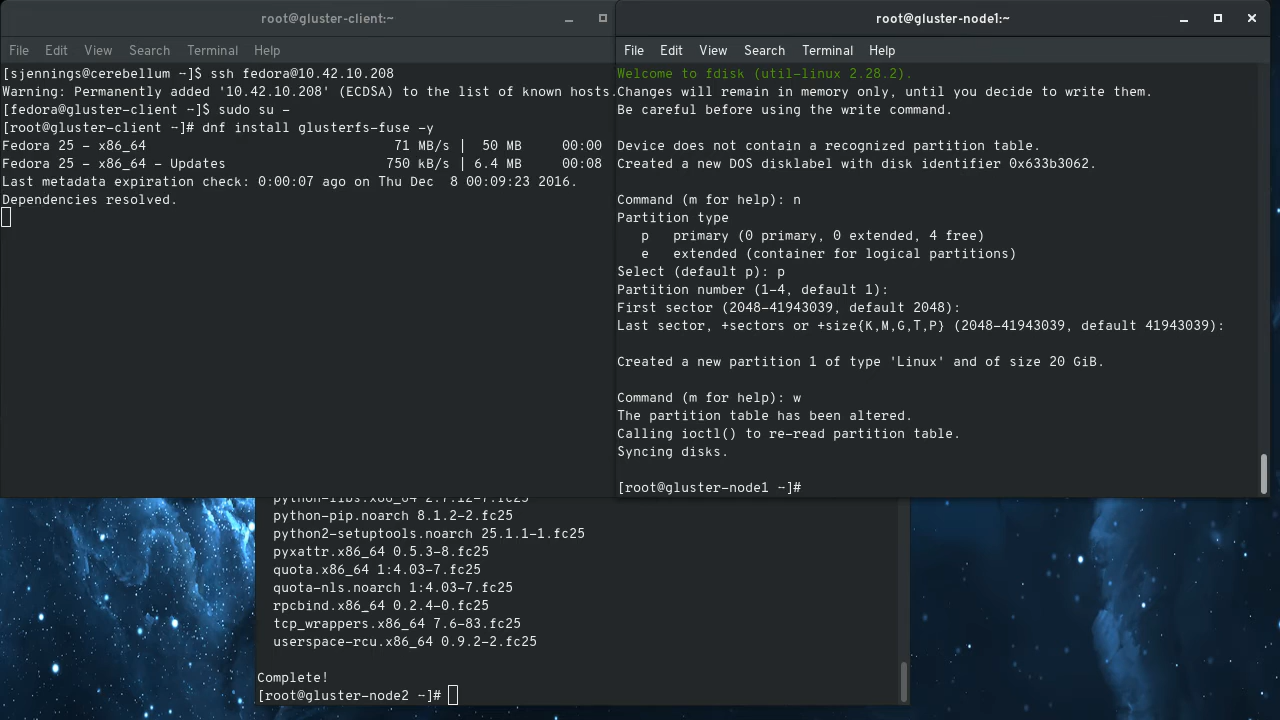 root@gluster-client:~
File Edit View Search Terminal Help
[sjennings@cerebellum ~]$ ssh fedora@10.42.10.208
Warning: Permanently added '10.42.10.208' (ECDSA) to the list of known hosts.
[fedora@gluster-client ~]$ sudo su -
[root@gluster-client ~]# dnf install glusterfs-fuse -y
Fedora 25 - x86_64 71 MB/s | 50 MB 00:00
Fedora 25 - x86_64 - Updates 750 kB/s | 6.4 MB 00:08
Last metadata expiration check: 0:00:07 ago on Thu Dec  8 00:09:23 2016.
Dependencies resolved.
root@gluster-node1:~
File Edit View Search Terminal Help
Welcome to fdisk (util-linux 2.28.2).
Changes will remain in memory only, until you decide to write them.
Be careful before using the write command.
Device does not contain a recognized partition table.
Created a new DOS disklabel with disk identifier 0x633b3062.
Command (m for help): n
Partition type
p   primary (0 primary, 0 extended, 4 free)
e   extended (container for logical partitions)
Select (default p): p
Partition number (1-4, default 1):
First sector (2048-41943039, default 2048):
Last sector, +sectors or +size{K,M,G,T,P} (2048-41943039, default 41943039):
Created a new partition 1 of type 'Linux' and of size 20 GiB.
Command (m for help): w
The partition table has been altered.
Calling ioctl() to re-read partition table.
Syncing disks.
[root@gluster-node1 ~]#
python-libs.x86_64 2.7.12-7.fc25
python-pip.noarch 8.1.2-2.fc25
python2-setuptools.noarch 25.1.1-1.fc25
pyxattr.x86_64 0.5.3-8.fc25
quota.x86_64 1:4.03-7.fc25
quota-nls.noarch 1:4.03-7.fc25
rpcbind.x86_64 0.2.4-0.fc25
tcp_wrappers.x86_64 7.6-83.fc25
userspace-rcu.x86_64 0.9.2-2.fc25
Complete!
[root@gluster-node2 ~]#